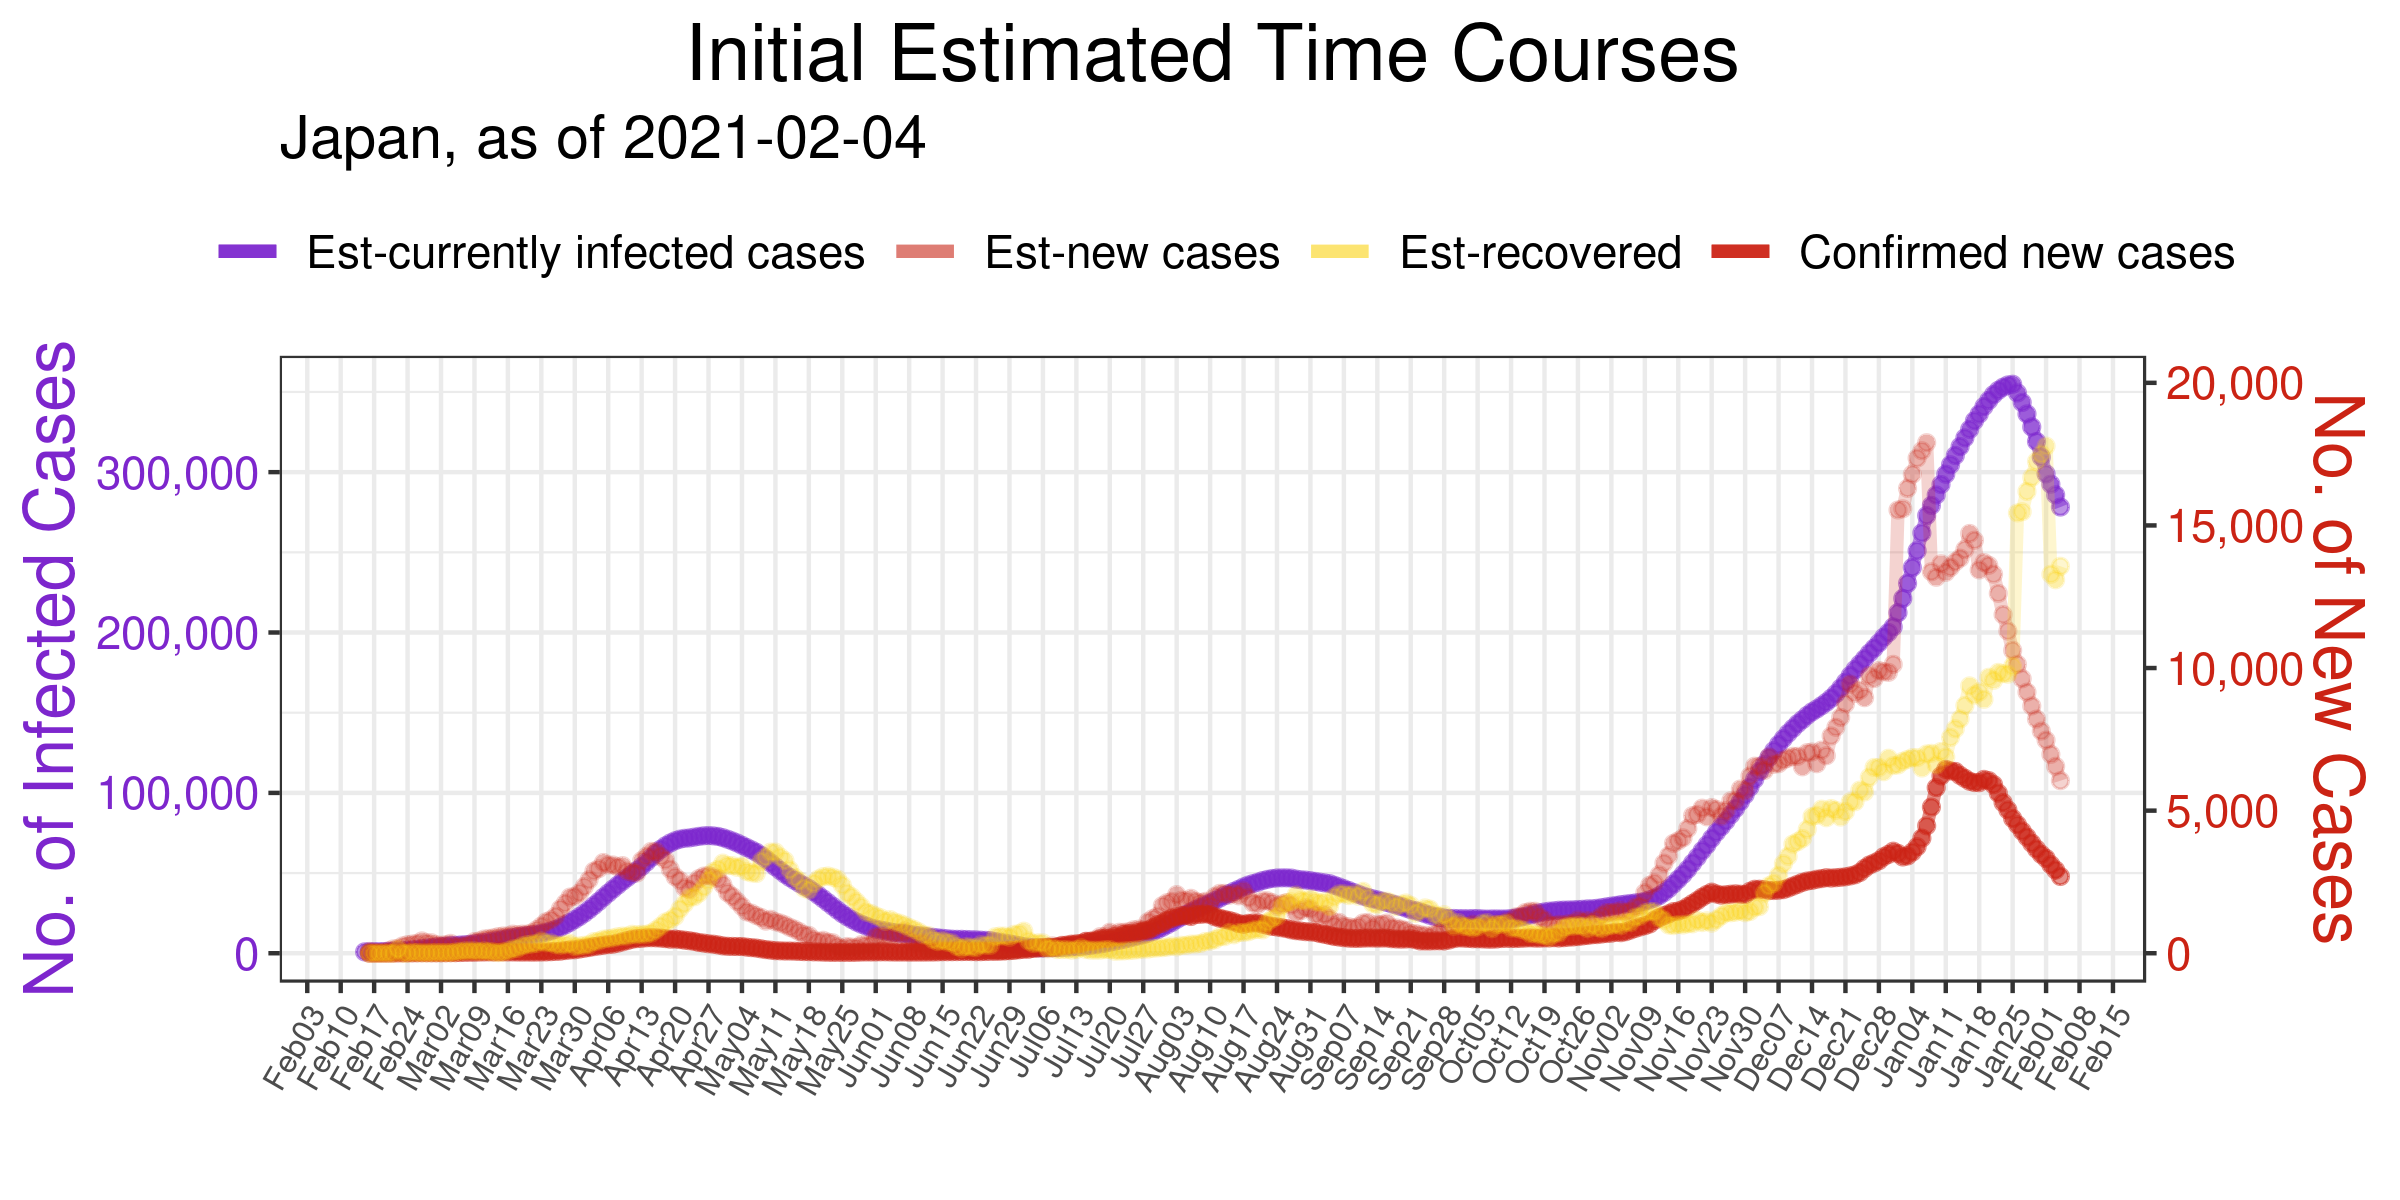 Initial Estimated Time Courses
Japan, as of 2021-02-04
Est-currently infected cases
Est-new cases
Est-recovered
Confirmed new cases
No. of Infected Cases
300,000
200,000
100,000
0
20,000
15,000
10,000
5,000
0
No. of New Cases
Feb03
Feb10
Feb17
Feb24
Mar02
Mar09
Mar16
Mar23
Mar30
Apr06
Apr13
Apr20
Apr27
May04
May11
May18
May25
Jun01
Jun08
Jun15
Jun22
Jun29
Jul06
Jul13
Jul20
Jul27
Aug03
Aug10
Aug17
Aug24
Aug31
Sep07
Sep14
Sep21
Sep28
Oct05
Oct12
Oct19
Oct26
Nov02
Nov09
Nov16
Nov23
Nov30
Dec07
Dec14
Dec21
Dec28
Jan04
Jan11
Jan18
Jan25
Feb01
Feb08
Feb15